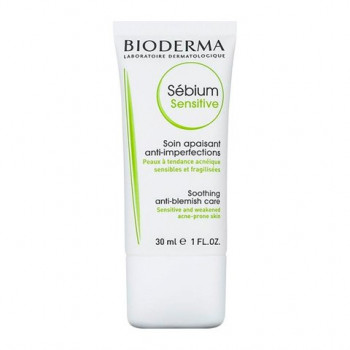 BIODERMA
LABORATOIRE DERMATOLOGIQUE
Sébium
Sensitive
Soin apaisant
anti-imperfections
Peaux à tendance acnéique
sensibles et fragilisées
Soothing
anti-blemish care
Sensitive and weakened
acne-prone skin
30 ml ℮ 1 FL.OZ.